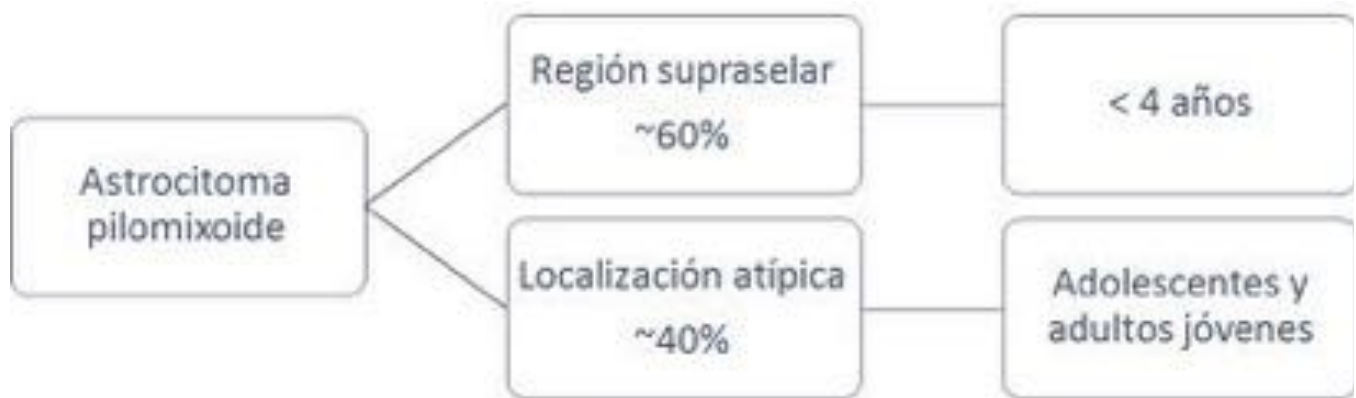 Región supraselar
~60%
< 4 años
Astrocitoma
pilomixoide
Localización atípica
~40%
Adolescentes y
adultos jóvenes